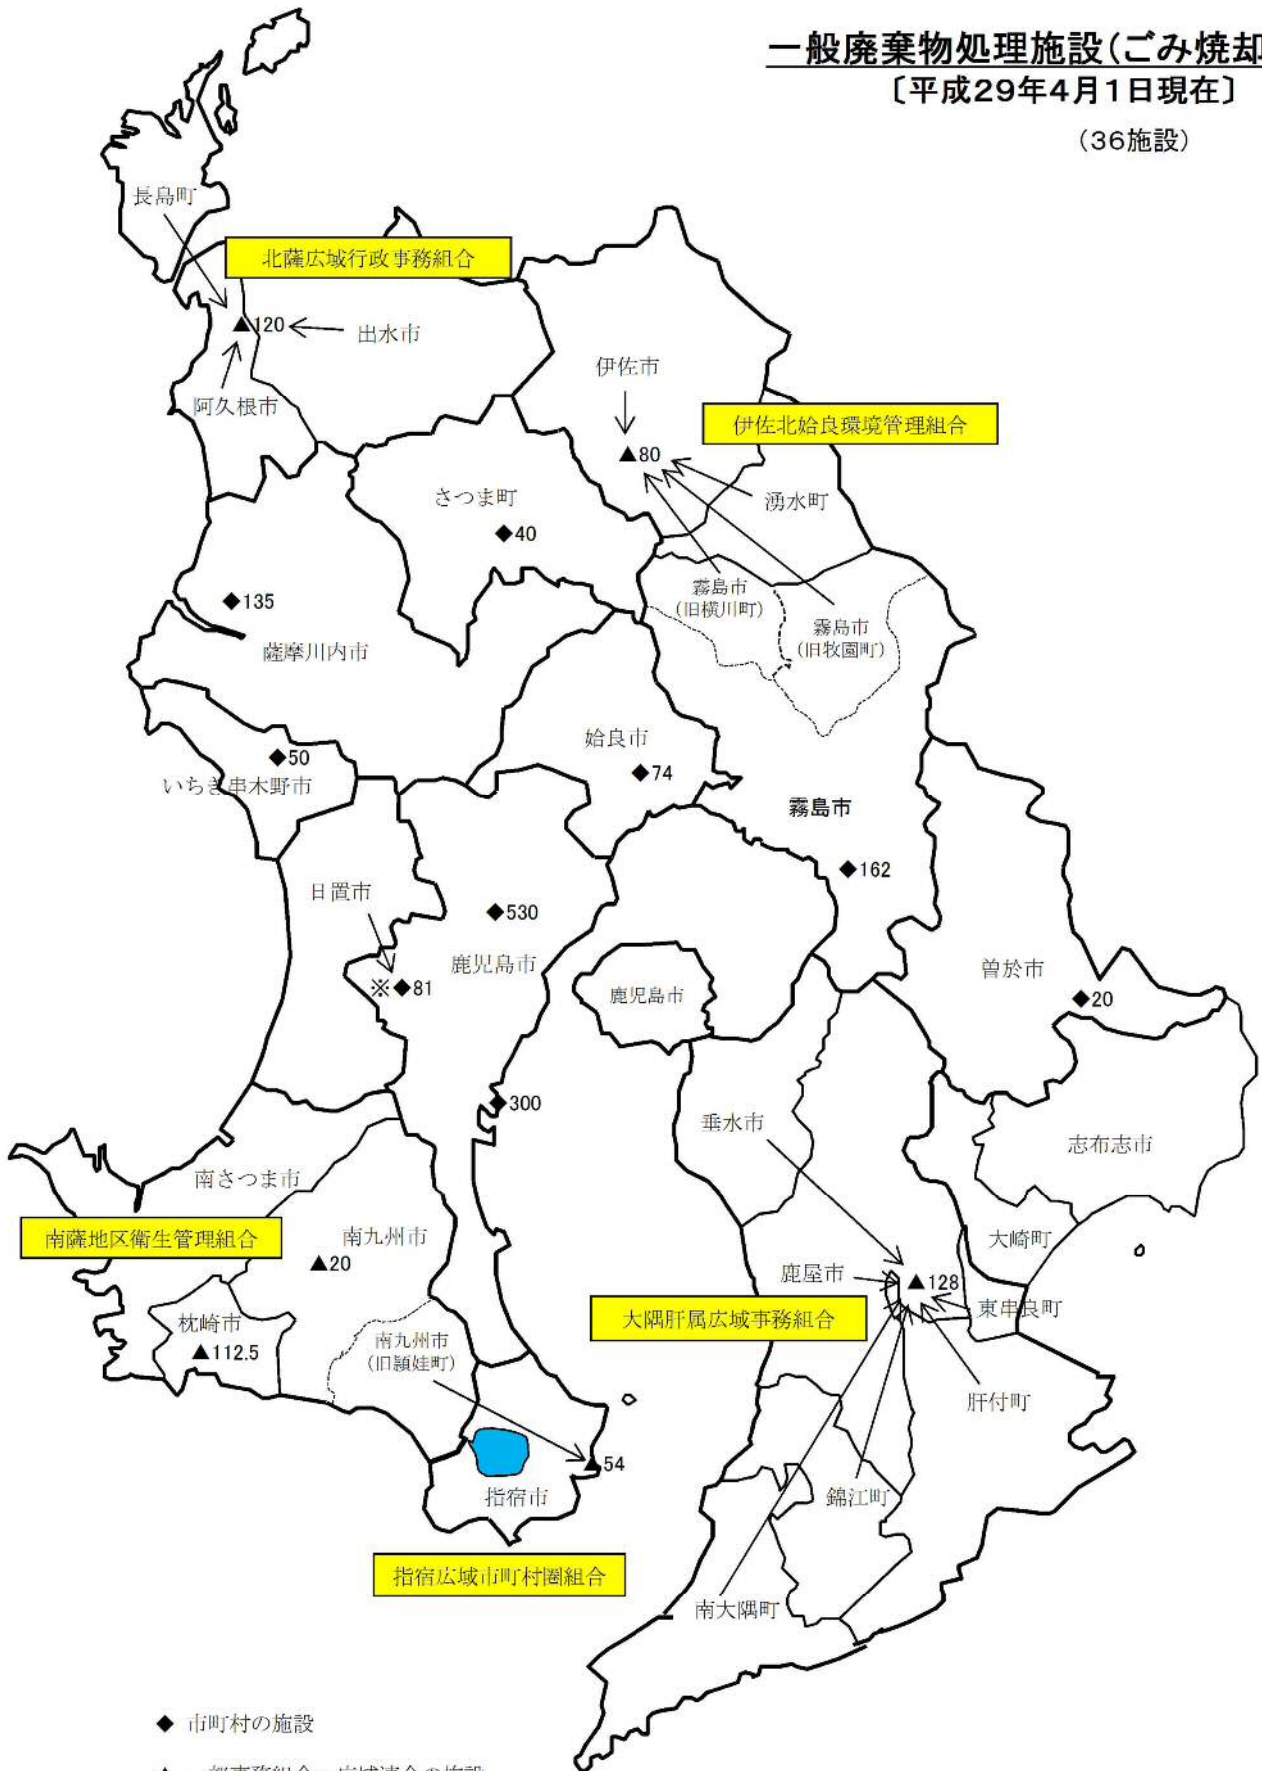 一般廃棄物処理施設(ごみ焼却
〔平成29年4月1日現在〕
(36施設)
長島町
北薩広域行政事務組合
▲120
出水市
阿久根市
伊佐市
伊佐北姶良環境管理組合
▲80
湧水町
さつま町
◆40
霧島市
(旧横川町)
霧島市
(旧牧園町)
◆135
薩摩川内市
姶良市
◆74
◆50
いちき串木野市
霧島市
◆162
日置市
◆530
鹿児島市
※◆81
鹿児島市
曽於市
◆20
◆300
垂水市
志布志市
南さつま市
南薩地区衛生管理組合
南九州市
▲20
大崎町
鹿屋市
▲128
東串良町
大隅肝属広域事務組合
枕崎市
▲112.5
南九州市
(旧頴娃町)
肝付町
▲54
指宿市
錦江町
指宿広域市町村圏組合
南大隅町
◆ 市町村の施設